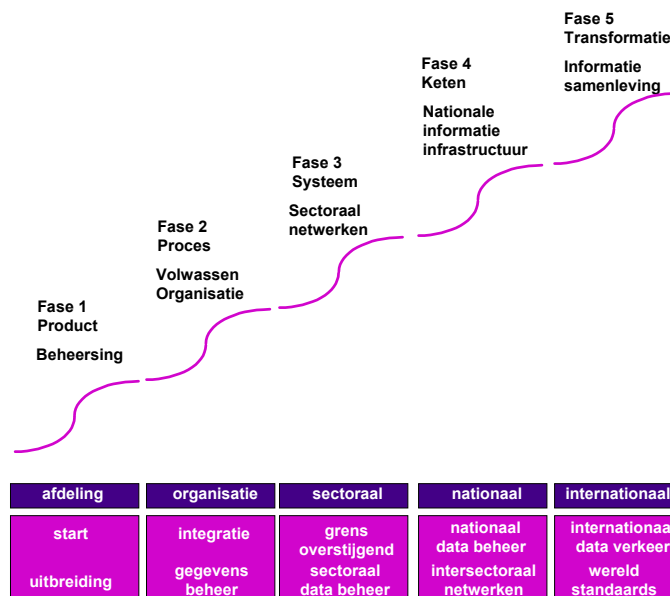 Fase 1
Product
Beheersing
Fase 2
Proces
Volwassen
Organisatie
Fase 3
Systeem
Sectoraal
netwerken
Fase 4
Keten
Nationale
informatie
infrastructuur
Fase 5
Transformatie
Informatie
samenleving
afdeling
start
uitbreiding
organisatie
integratie
gegevens
beheer
sectoraal
grens
overstijgend
sectoraal
data beheer
nationaal
nationaal
data beheer
intersectoraal
netwerken
internationaal
internationaa
data verkeer
wereld
standaards